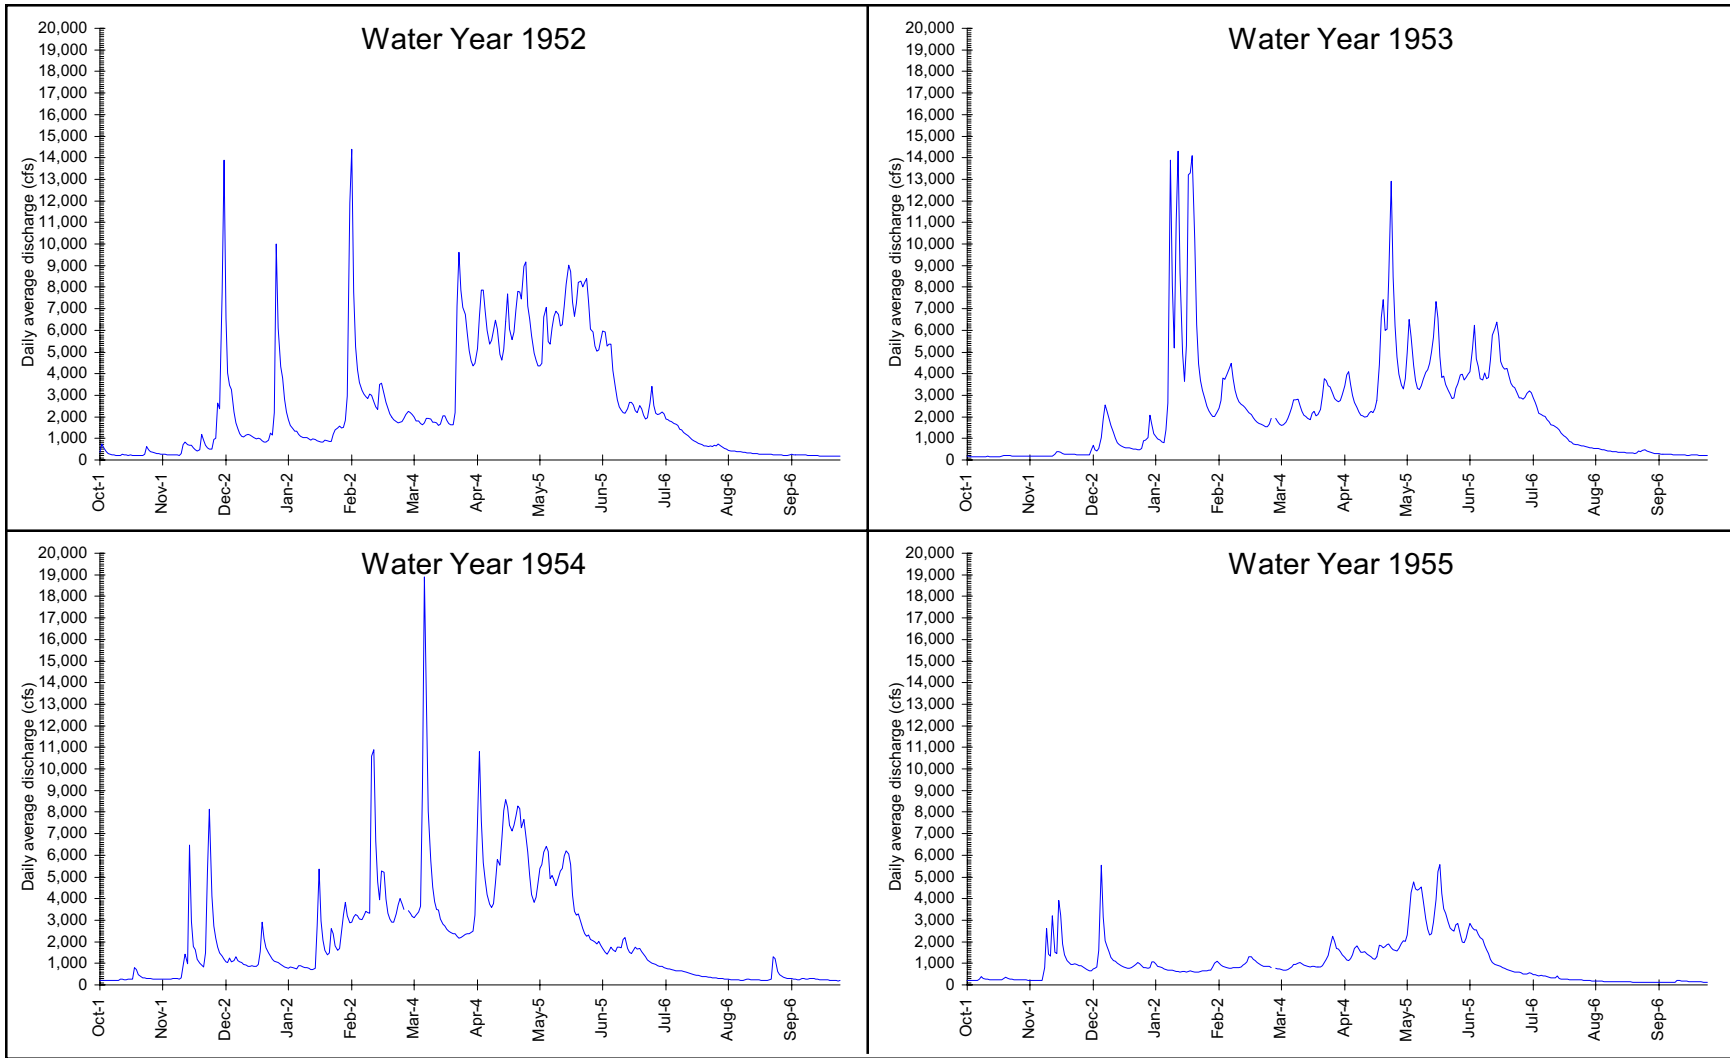 Water Year 1952
Daily average discharge (cfs)
20,000
19,000
18,000
17,000
16,000
15,000
14,000
13,000
12,000
11,000
10,000
9,000
8,000
7,000
6,000
5,000
4,000
3,000
2,000
1,000
0
Oct-1
Nov-1
Dec-2
Jan-2
Feb-2
Mar-4
Apr-4
May-5
Jun-5
Jul-6
Aug-6
Sep-6
Water Year 1953
Daily average discharge (cfs)
20,000
19,000
18,000
17,000
16,000
15,000
14,000
13,000
12,000
11,000
10,000
9,000
8,000
7,000
6,000
5,000
4,000
3,000
2,000
1,000
0
Oct-1
Nov-1
Dec-2
Jan-2
Feb-2
Mar-4
Apr-4
May-5
Jun-5
Jul-6
Aug-6
Sep-6
Water Year 1954
Daily average discharge (cfs)
20,000
19,000
18,000
17,000
16,000
15,000
14,000
13,000
12,000
11,000
10,000
9,000
8,000
7,000
6,000
5,000
4,000
3,000
2,000
1,000
0
Oct-1
Nov-1
Dec-2
Jan-2
Feb-2
Mar-4
Apr-4
May-5
Jun-5
Jul-6
Aug-6
Sep-6
Water Year 1955
Daily average discharge (cfs)
20,000
19,000
18,000
17,000
16,000
15,000
14,000
13,000
12,000
11,000
10,000
9,000
8,000
7,000
6,000
5,000
4,000
3,000
2,000
1,000
0
Oct-1
Nov-1
Dec-2
Jan-2
Feb-2
Mar-4
Apr-4
May-5
Jun-5
Jul-6
Aug-6
Sep-6